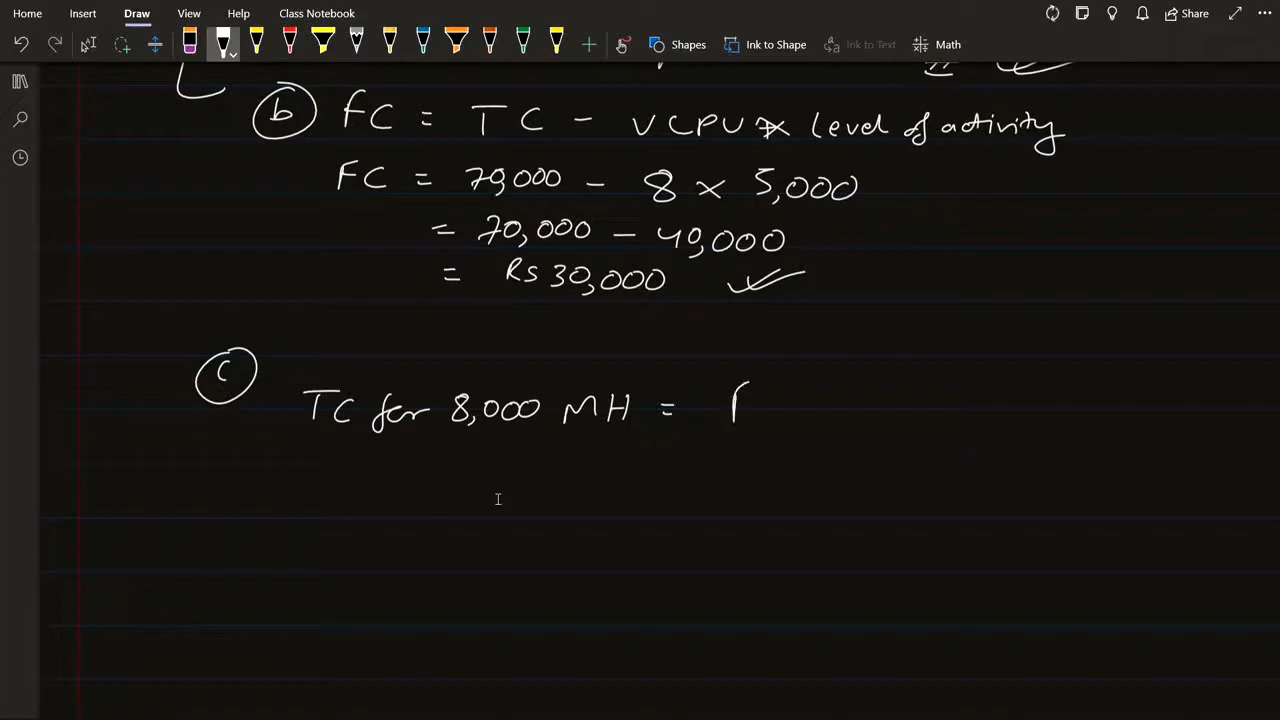 Home Insert Draw View Help Class Notebook Share
Shapes Ink to Shape Ink to Text Math
b FC = TC - VCPU × level of activity
FC = 70,000 - 8 × 5,000
= 70,000 - 40,000
= Rs 30,000
c
TC for 8,000 MH =